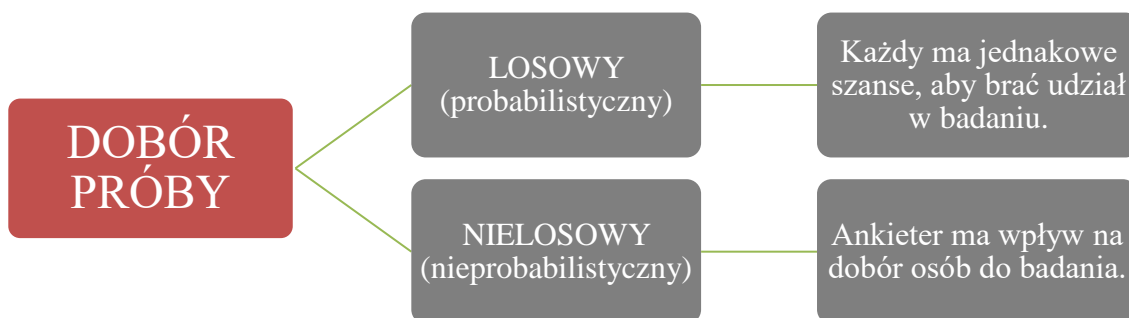 DOBÓR
PRÓBY
LOSOWY
(probabilistyczny)
Każdy ma jednakowe
szanse, aby brać udział
w badaniu.
NIELOSOWY
(nieprobabilistyczny)
Ankieter ma wpływ na
dobór osób do badania.